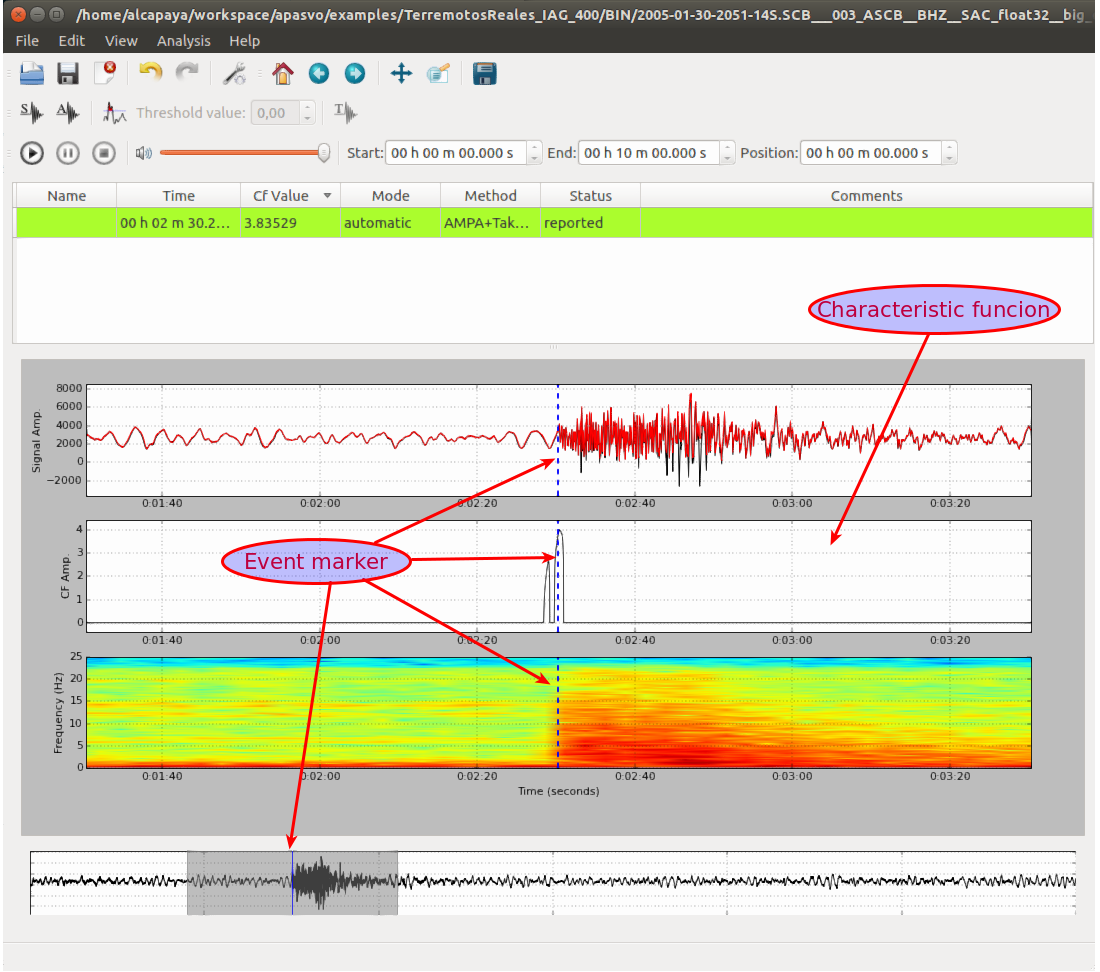 /home/alcapaya/workspace/apasvo/examples/TerremotosReales_IAG_400/BIN/2005-01-30-2051-14S.SCB___003_ASCB__BHZ__SAC_float32__big_
File Edit View Analysis Help
S A Threshold value: 0,00 T
Start: 00 h 00 m 00.000 s End: 00 h 10 m 00.000 s Position: 00 h 00 m 00.000 s
Name Time Cf Value Mode Method Status Comments
00 h 02 m 30.2... 3.83529 automatic AMPA+Tak... reported
Characteristic funcion
8000
6000
4000
2000
0
−2000
Signal Amp.
0:01:40 0:02:00 0:02:20 0:02:40 0:03:00 0:03:20
Event marker
4
3
2
1
0
CF Amp.
0:01:40 0:02:00 0:02:20 0:02:40 0:03:00 0:03:20
25
20
15
10
5
0
Frequency (Hz)
0:01:40 0:02:00 0:02:20 0:02:40 0:03:00 0:03:20
Time (seconds)